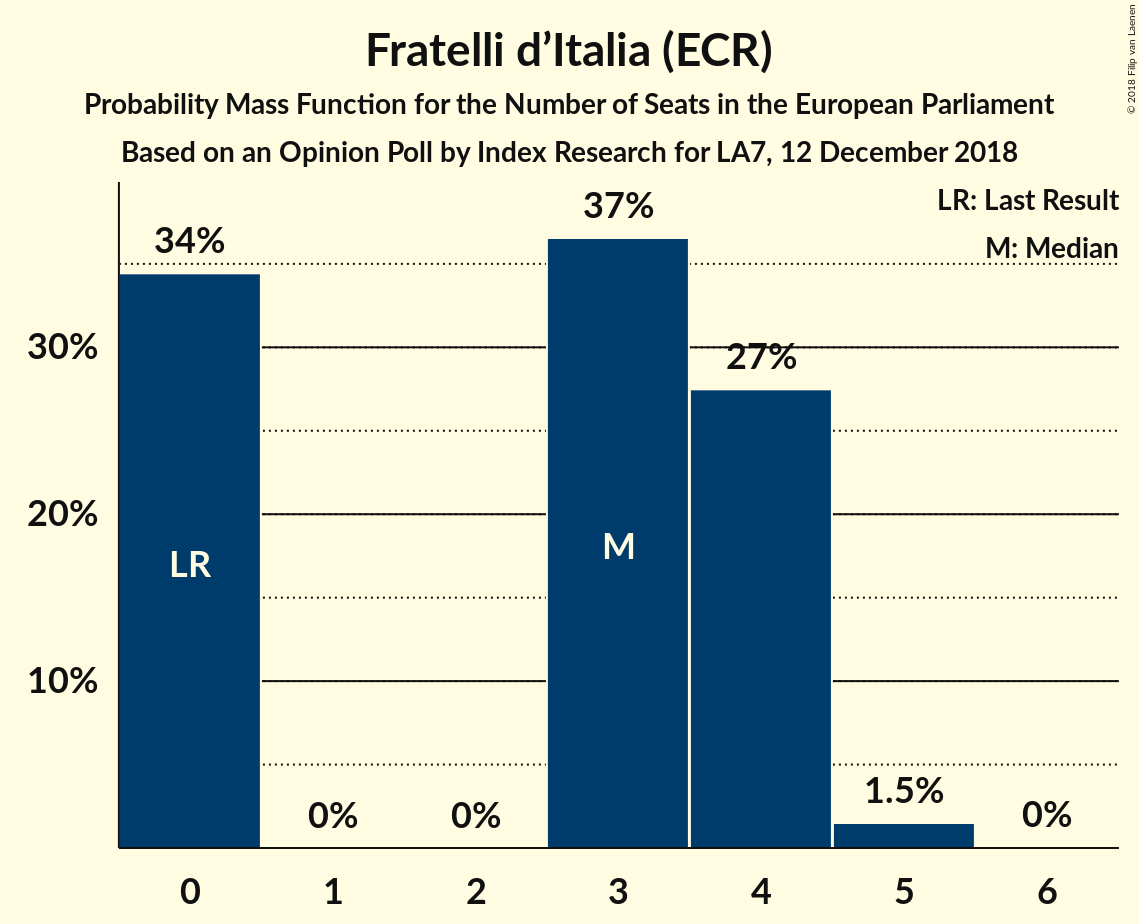 Fratelli d’Italia (ECR)
Probability Mass Function for the Number of Seats in the European Parliament
Based on an Opinion Poll by Index Research for LA7, 12 December 2018
© 2018 Filip van Laenen
LR: Last Result
M: Median
34%
37%
27%
30%
20%
10%
LR
M
0%
0%
1.5%
0%
0
1
2
3
4
5
6